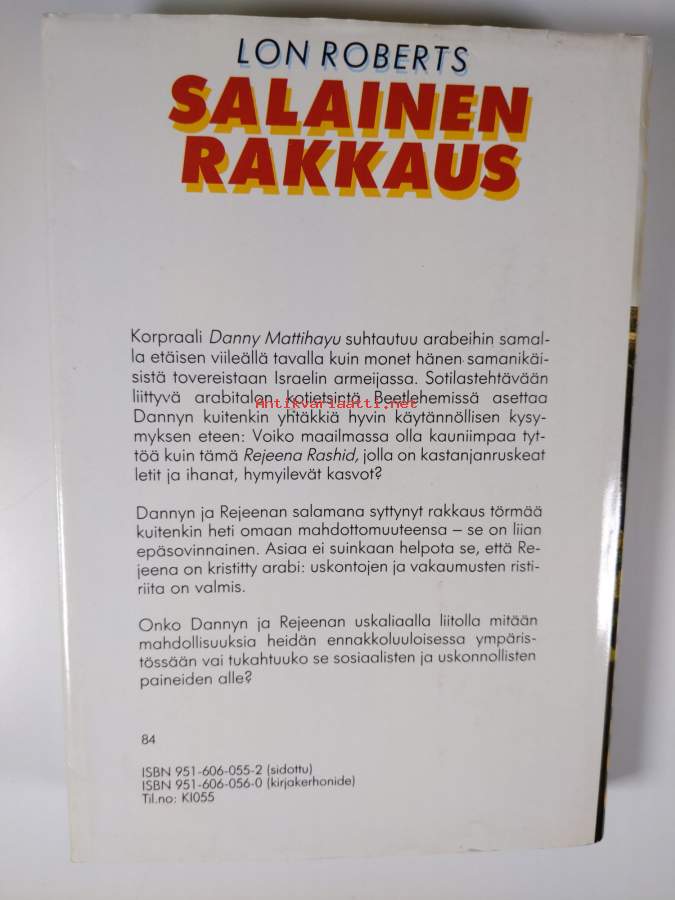 LON ROBERTS
SALAINEN
RAKKAUS
Korpraali Danny Mattihayu suhtautuu arabeihin samal-
la etäisen viileällä tavalla kuin monet hänen samanikäi-
sistä tovereistaan Israelin armeijassa. Sotilastehtävään
liittyvä arabitalon kotietsintä Beetlehemissä asettaa
Antikvariaatti.net
Dannyn kuitenkin yhtäkkiä hyvin käytännöllisen kysy-
myksen eteen: Voiko maailmassa olla kauniimpaa tyt-
töä kuin tämä Rejeena Rashid, jolla on kastanjanruskeat
letit ja ihanat, hymyilevät kasvot?
Dannyn ja Rejeenan salamana syttynyt rakkaus törmää
kuitenkin heti omaan mahdottomuuteensa – se on liian
epäsovinnainen. Asiaa ei suinkaan helpota se, että Re-
jeena on kristitty arabi: uskontojen ja vakaumusten risti-
riita on valmis.
Onko Dannyn ja Rejeenan uskaliaalla liitolla mitään
mahdollisuuksia heidän ennakkoluuloisessa ympäris-
tössään vai tukahtuuko se sosiaalisten ja uskonnollisten
paineiden alle?
84
ISBN 951-606-055-2 (sidottu)
ISBN 951-606-056-0 (kirjakerhonide)
Til.no: KI055